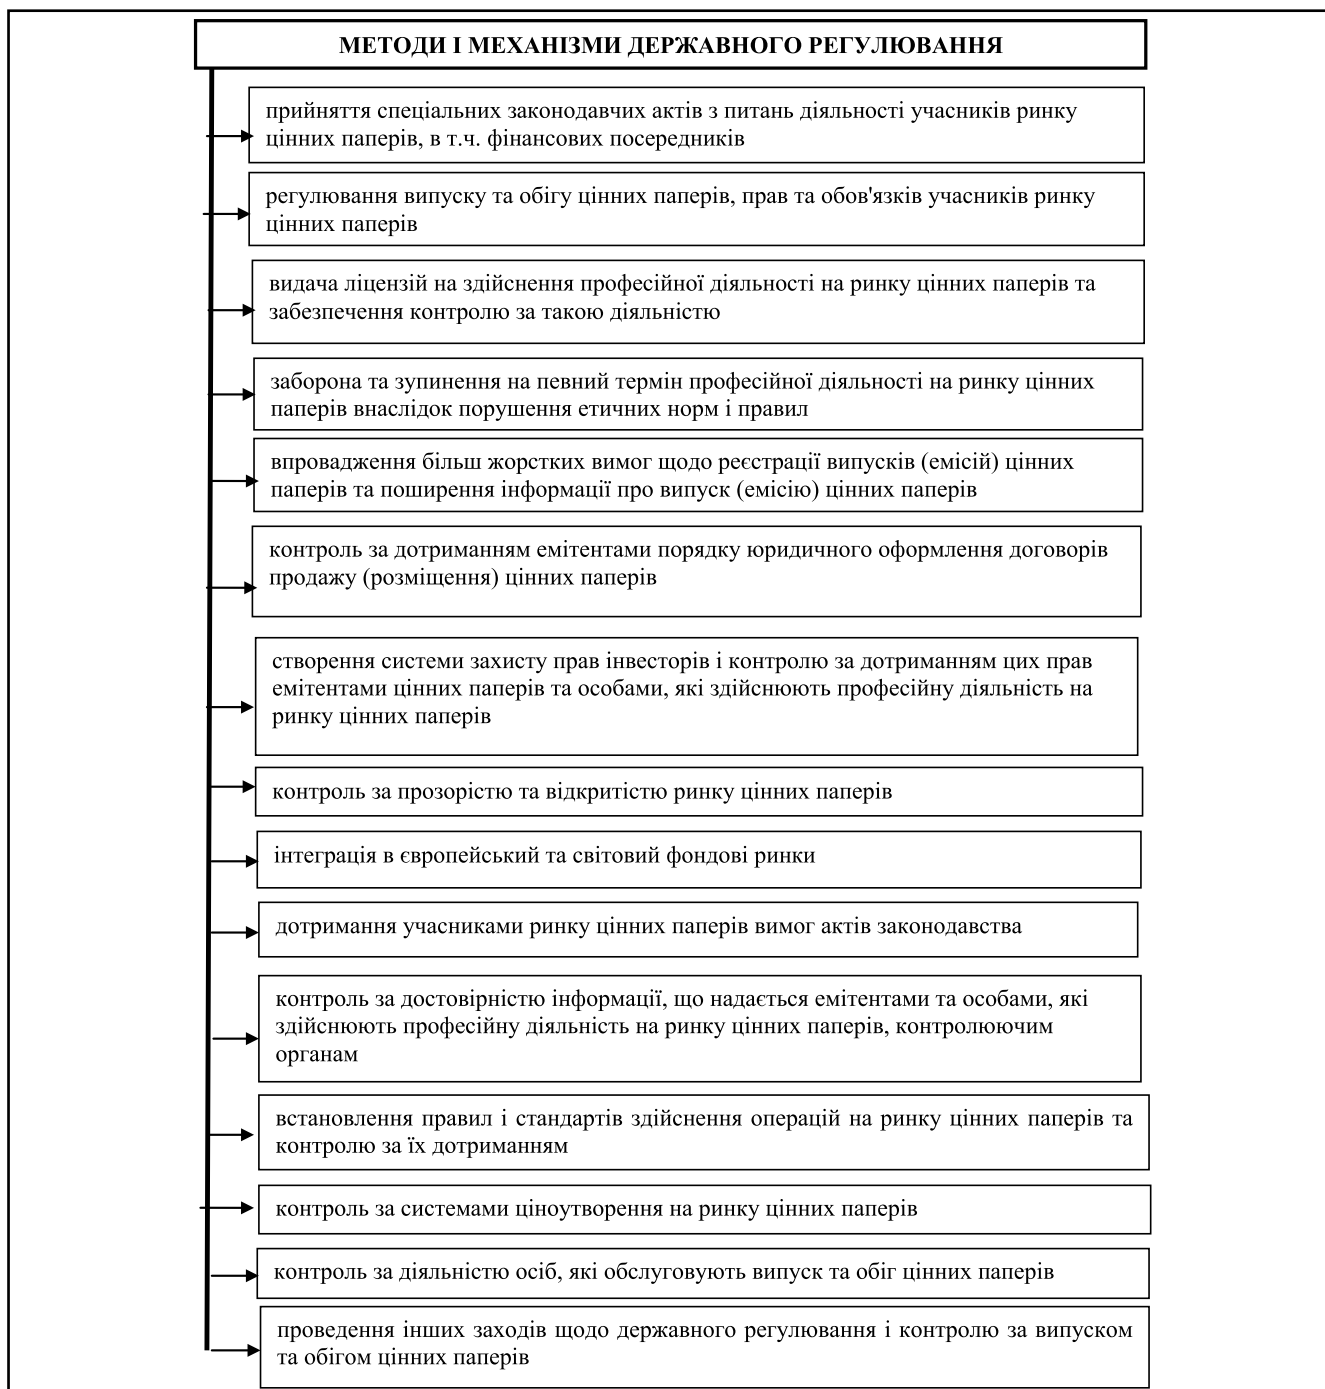 МЕТОДИ І МЕХАНІЗМИ ДЕРЖАВНОГО РЕГУЛЮВАННЯ
прийняття спеціальних законодавчих актів з питань діяльності учасників ринку
цінних паперів, в т.ч. фінансових посередників
регулювання випуску та обігу цінних паперів, прав та обов'язків учасників ринку
цінних паперів
видача ліцензій на здійснення професійної діяльності на ринку цінних паперів та
забезпечення контролю за такою діяльністю
заборона та зупинення на певний термін професійної діяльності на ринку цінних
паперів внаслідок порушення етичних норм і правил
впровадження більш жорстких вимог щодо реєстрації випусків (емісій) цінних
паперів та поширення інформації про випуск (емісію) цінних паперів
контроль за дотриманням емітентами порядку юридичного оформлення договорів
продажу (розміщення) цінних паперів
створення системи захисту прав інвесторів і контролю за дотриманням цих прав
емітентами цінних паперів та особами, які здійснюють професійну діяльність на
ринку цінних паперів
контроль за прозорістю та відкритістю ринку цінних паперів
інтеграція в європейський та світовий фондові ринки
дотримання учасниками ринку цінних паперів вимог актів законодавства
контроль за достовірністю інформації, що надається емітентами та особами, які
здійснюють професійну діяльність на ринку цінних паперів, контролюючим
органам
встановлення правил і стандартів здійснення операцій на ринку цінних паперів та
контролю за їх дотриманням
контроль за системами ціноутворення на ринку цінних паперів
контроль за діяльністю осіб, які обслуговують випуск та обіг цінних паперів
проведення інших заходів щодо державного регулювання і контролю за випуском
та обігом цінних паперів